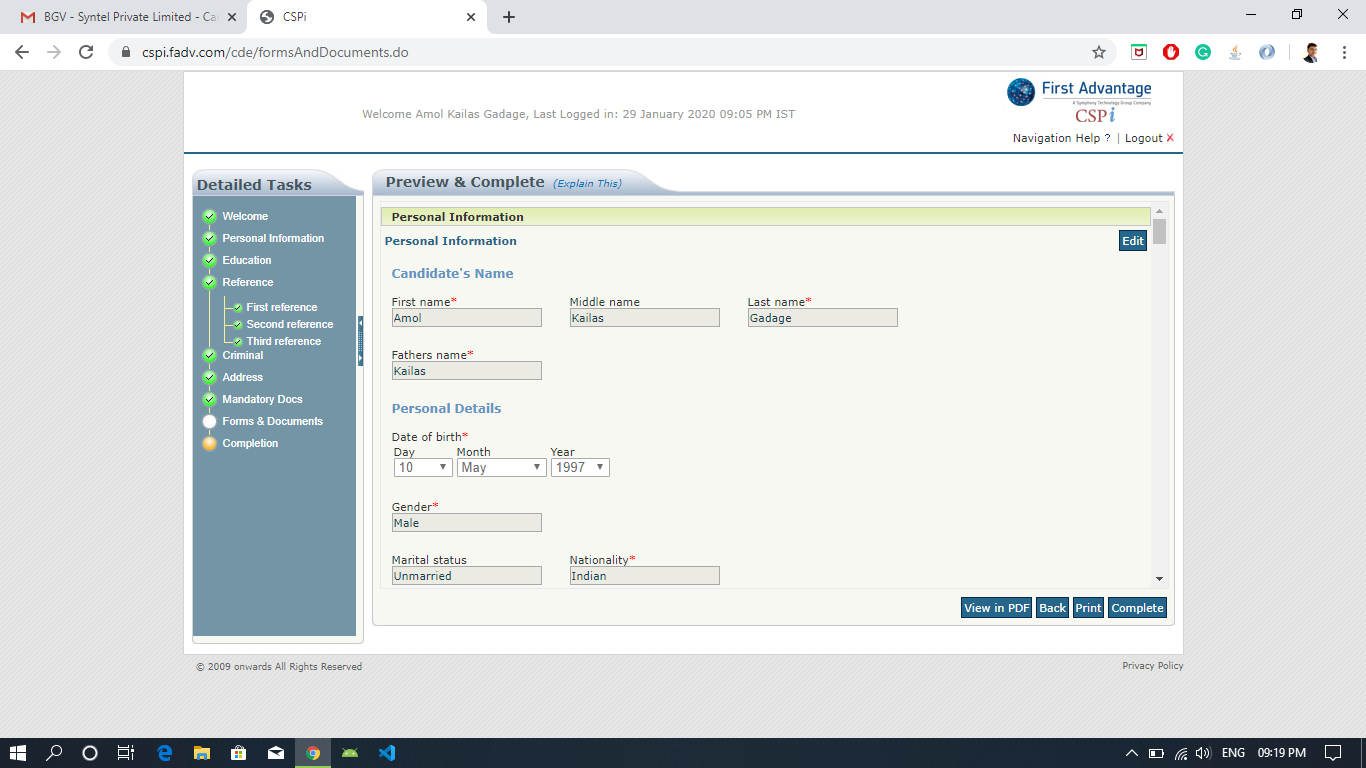 BGV - Syntel Private Limited - Ca
CSPi
cspi.fadv.com/cde/formsAndDocuments.do
Welcome Amol Kailas Gadage, Last Logged in: 29 January 2020 09:05 PM IST
First Advantage
A Symphony Technology Group Company
CSPi
Navigation Help ? | Logout X
Detailed Tasks
Welcome
Personal Information
Education
Reference
First reference
Second reference
Third reference
Criminal
Address
Mandatory Docs
Forms & Documents
Completion
Preview & Complete (Explain This)
Personal Information
Personal Information Edit
Candidate's Name
First name* Middle name Last name*
Amol Kailas Gadage
Fathers name*
Kailas
Personal Details
Date of birth*
Day Month Year
10 May 1997
Gender*
Male
Marital status Nationality*
Unmarried Indian
View in PDF Back Print Complete
© 2009 onwards All Rights Reserved Privacy Policy
ENG 09:19 PM